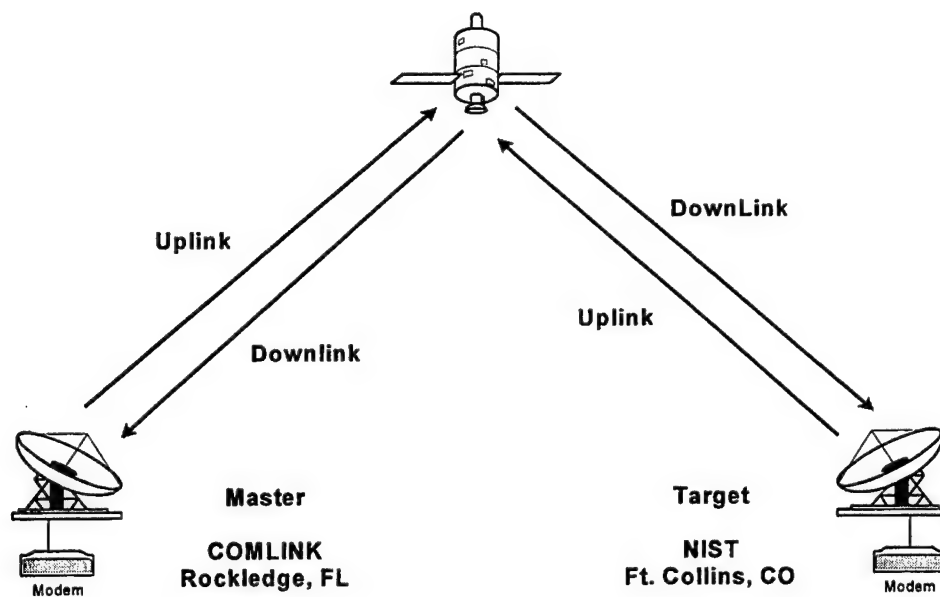 Uplink
DownLink
Downlink
Uplink
Master
COMLINK
Rockledge, FL
Modem
Target
NIST
Ft. Collins, CO
Modem